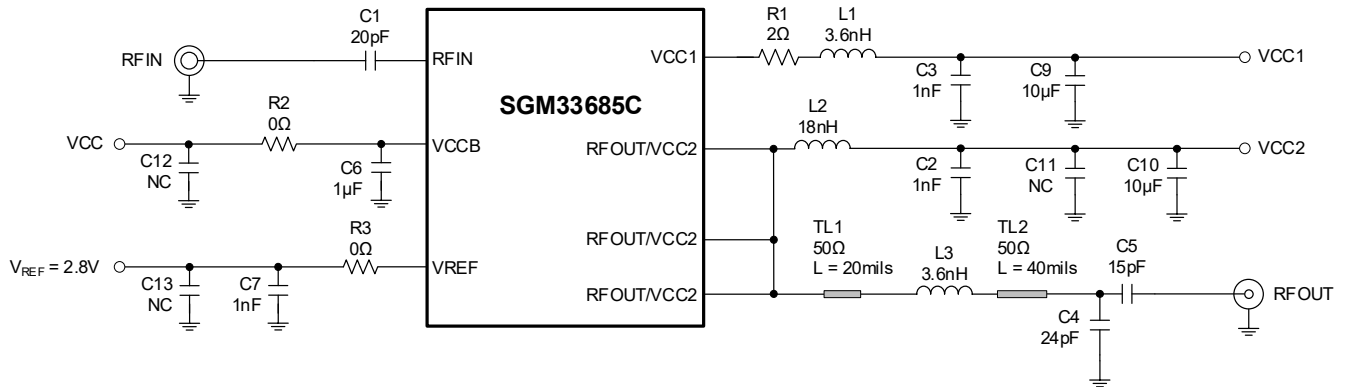 C1
20pF
RFIN
RFIN
R2
0Ω
VCC
C12
NC
C6
1µF
VCCB
R3
0Ω
V_REF = 2.8V
C13
NC
C7
1nF
VREF
SGM33685C
VCC1
R1
2Ω
L1
3.6nH
C3
1nF
C9
10µF
VCC1
RFOUT/VCC2
L2
18nH
C2
1nF
C11
NC
C10
10µF
VCC2
RFOUT/VCC2
RFOUT/VCC2
TL1
50Ω
L = 20mils
L3
3.6nH
TL2
50Ω
L = 40mils
C5
15pF
C4
24pF
RFOUT